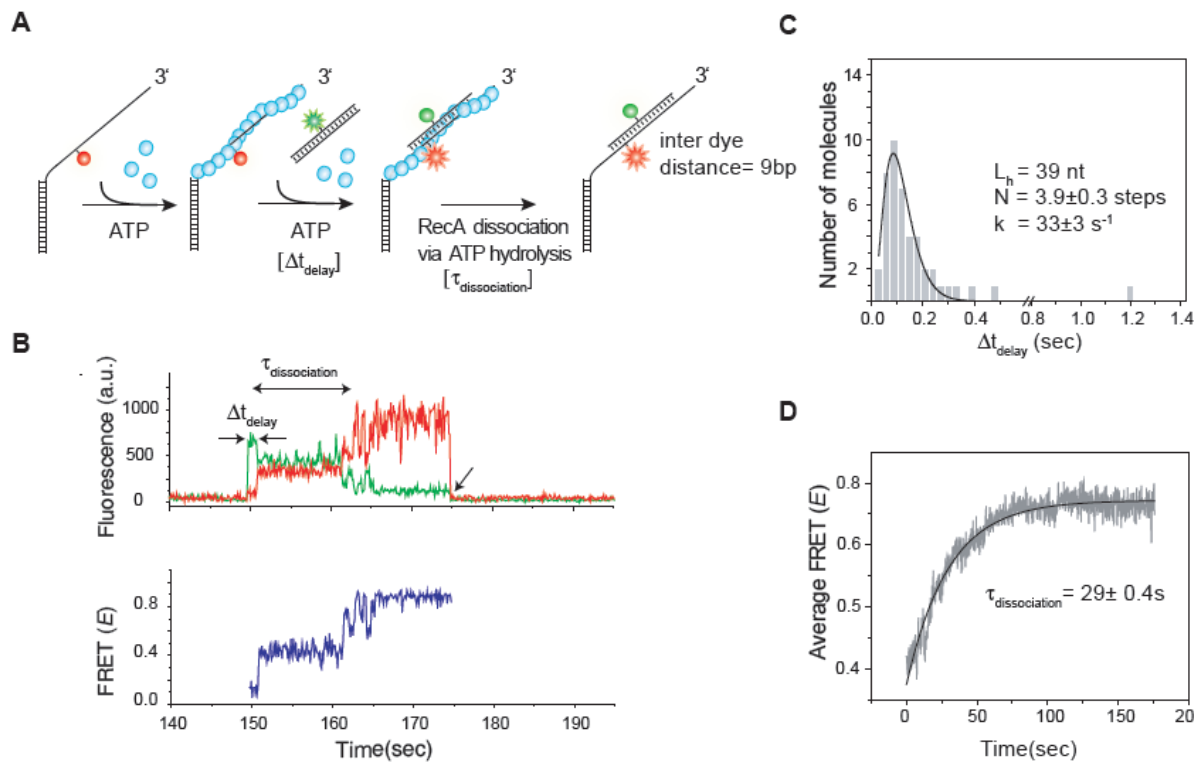 A
3'
ATP
3'
ATP
[Δt_delay]
3'
RecA dissociation
via ATP hydrolysis
[τ_dissociation]
3'
inter dye
distance= 9bp
B
Fluorescence (a.u.)
1000
500
0
Δt_delay
τ_dissociation
FRET (E)
0.8
0.4
0.0
140 150 160 170 180 190
Time(sec)
C
Number of molecules
14
10
6
2
L_h = 39 nt
N = 3.9±0.3 steps
k = 33±3 s⁻¹
0.0 0.2 0.4 0.8 1.0 1.2 1.4
Δt_delay (sec)
D
Average FRET (E)
0.8
0.6
0.5
0.4
τ_dissociation = 29± 0.4s
0 50 100 150 20
Time(sec)